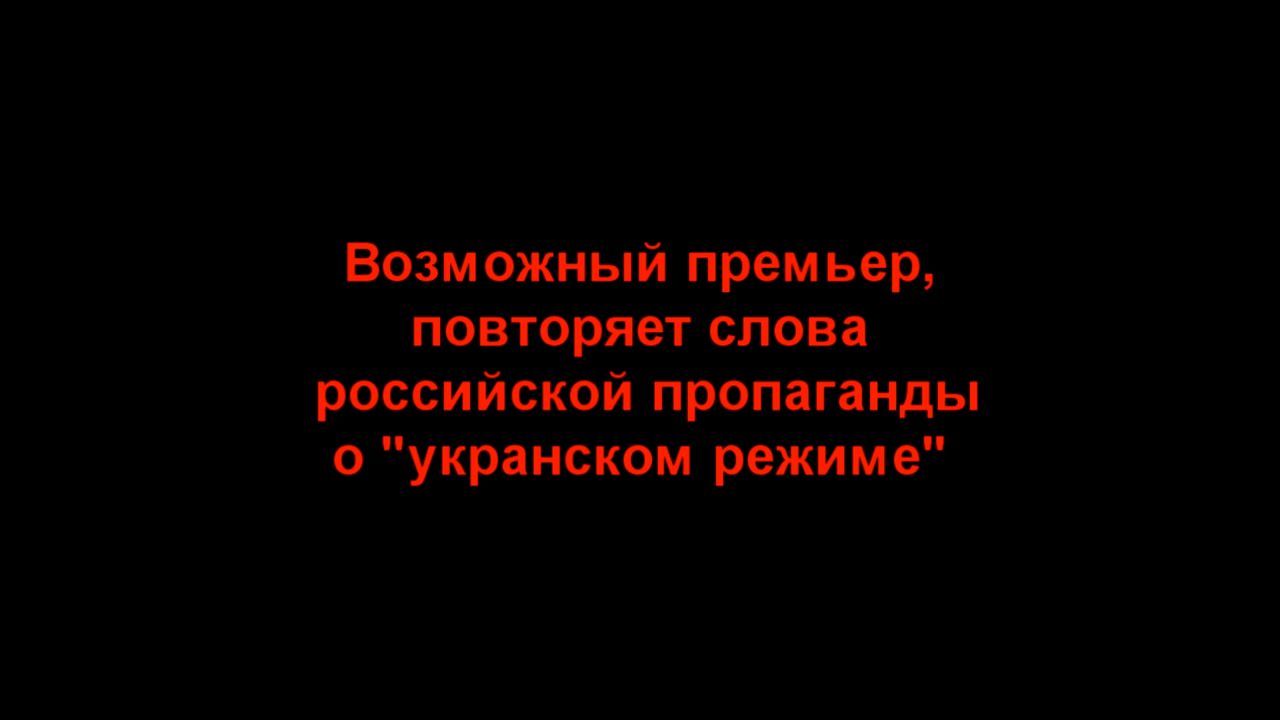 Возможный премьер,
повторяет слова
российской пропаганды
о "укранском режиме"